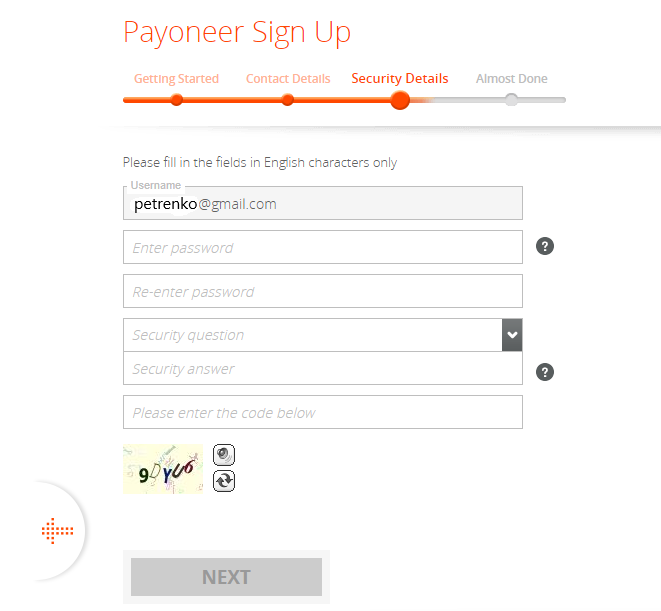 Payoneer Sign Up
Getting Started Contact Details Security Details Almost Done
Please fill in the fields in English characters only
Username
petrenko@gmail.com
Enter password
?
Re-enter password
Security question
Security answer
?
Please enter the code below
NEXT